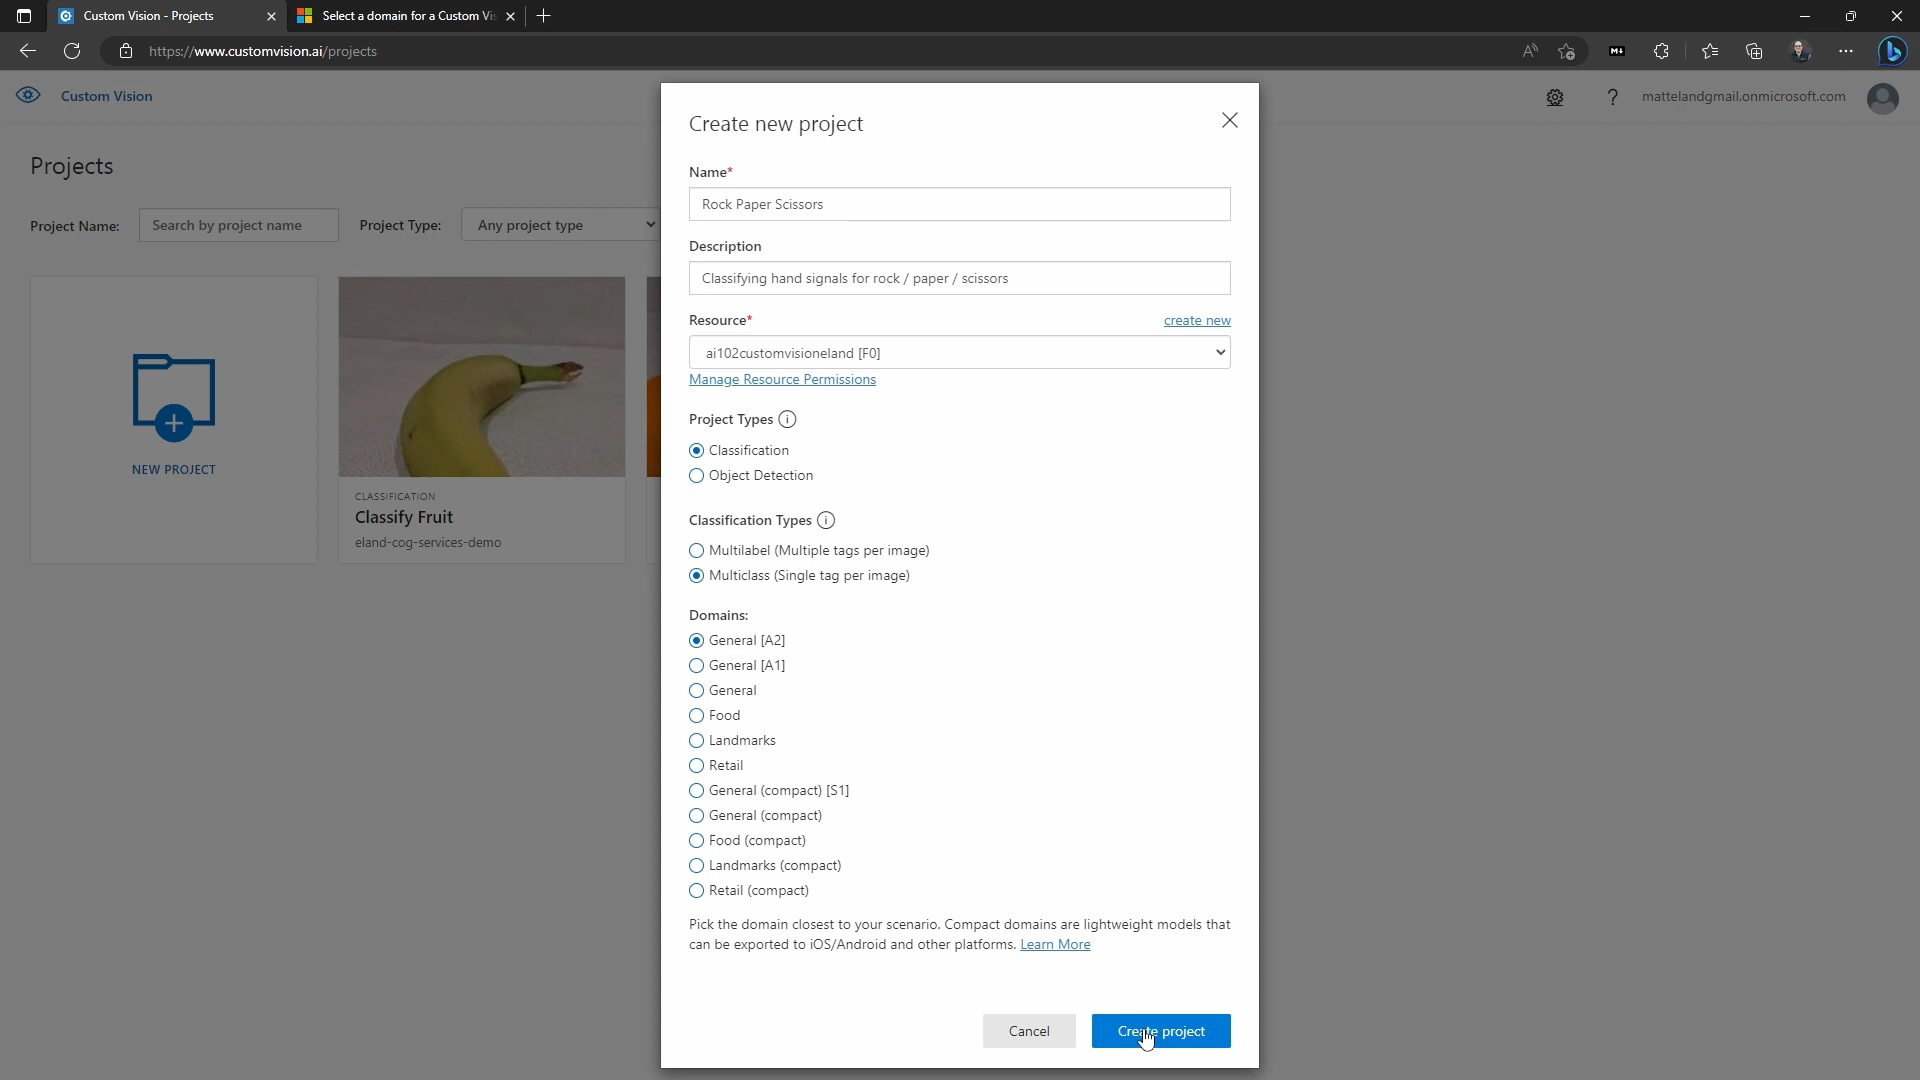 Custom Vision - Projects
Select a domain for a Custom Vis
https://www.customvision.ai/projects
Custom Vision
mattelandgmail.onmicrosoft.com
Projects
Project Name:
Search by project name
Project Type:
Any project type
NEW PROJECT
CLASSIFICATION
Classify Fruit
eland-cog-services-demo
Create new project
Name*
Rock Paper Scissors
Description
Classifying hand signals for rock / paper / scissors
Resource*
create new
ai102customvisioneland [F0]
Manage Resource Permissions
Project Types
Classification
Object Detection
Classification Types
Multilabel (Multiple tags per image)
Multiclass (Single tag per image)
Domains:
General [A2]
General [A1]
General
Food
Landmarks
Retail
General (compact) [S1]
General (compact)
Food (compact)
Landmarks (compact)
Retail (compact)
Pick the domain closest to your scenario. Compact domains are lightweight models that
can be exported to iOS/Android and other platforms. Learn More
Cancel
Create project